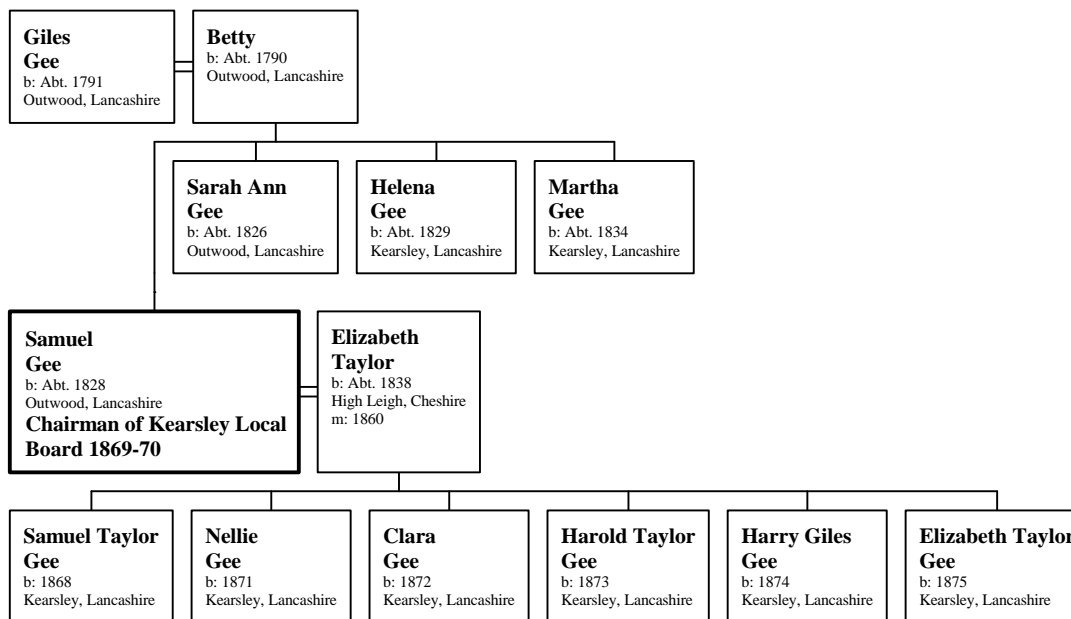 Giles
Gee
b: Abt. 1791
Outwood, Lancashire
Betty
b: Abt. 1790
Outwood, Lancashire
Sarah Ann
Gee
b: Abt. 1826
Outwood, Lancashire
Helena
Gee
b: Abt. 1829
Kearsley, Lancashire
Martha
Gee
b: Abt. 1834
Kearsley, Lancashire
Samuel
Gee
b: Abt. 1828
Outwood, Lancashire
Chairman of Kearsley Local
Board 1869-70
Elizabeth
Taylor
b: Abt. 1838
High Leigh, Cheshire
m: 1860
Samuel Taylor
Gee
b: 1868
Kearsley, Lancashire
Nellie
Gee
b: 1871
Kearsley, Lancashire
Clara
Gee
b: 1872
Kearsley, Lancashire
Harold Taylor
Gee
b: 1873
Kearsley, Lancashire
Harry Giles
Gee
b: 1874
Kearsley, Lancashire
Elizabeth Taylor
Gee
b: 1875
Kearsley, Lancashire